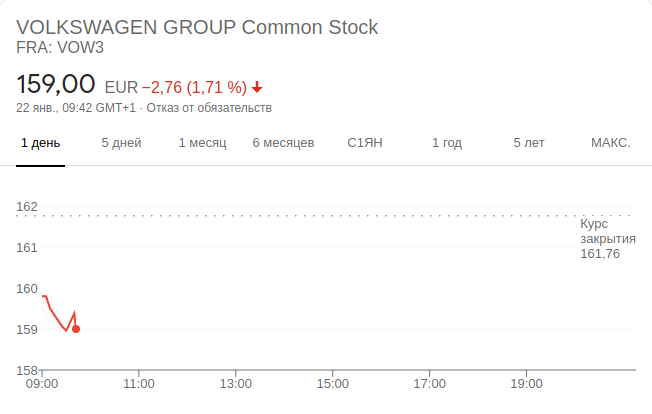 VOLKSWAGEN GROUP Common Stock
FRA: VOW3
159,00 EUR −2,76 (1,71 %)
22 янв., 09:42 GMT+1 · Отказ от обязательств
1 день 5 дней 1 месяц 6 месяцев С1ЯН 1 год 5 лет МАКС.
162
Курс
закрытия
161,76
161
160
159
158
09:00 11:00 13:00 15:00 17:00 19:00